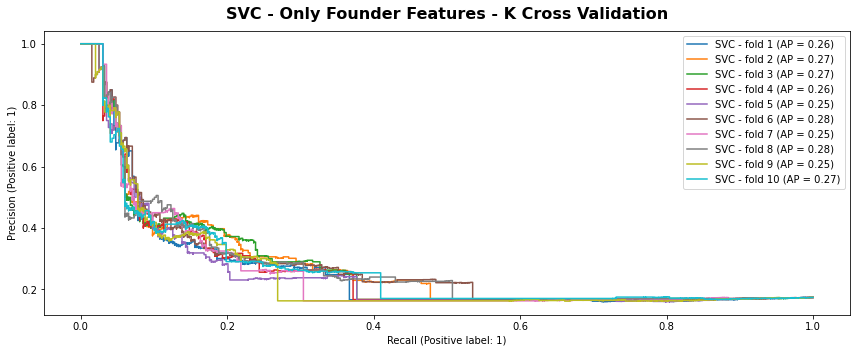 SVC - Only Founder Features - K Cross Validation
1.0
0.8
0.6
0.4
0.2
Precision (Positive label: 1)
SVC - fold 1 (AP = 0.26)
SVC - fold 2 (AP = 0.27)
SVC - fold 3 (AP = 0.27)
SVC - fold 4 (AP = 0.26)
SVC - fold 5 (AP = 0.25)
SVC - fold 6 (AP = 0.28)
SVC - fold 7 (AP = 0.25)
SVC - fold 8 (AP = 0.28)
SVC - fold 9 (AP = 0.25)
SVC - fold 10 (AP = 0.27)
0.0 0.2 0.4 0.6 0.8 1.0
Recall (Positive label: 1)